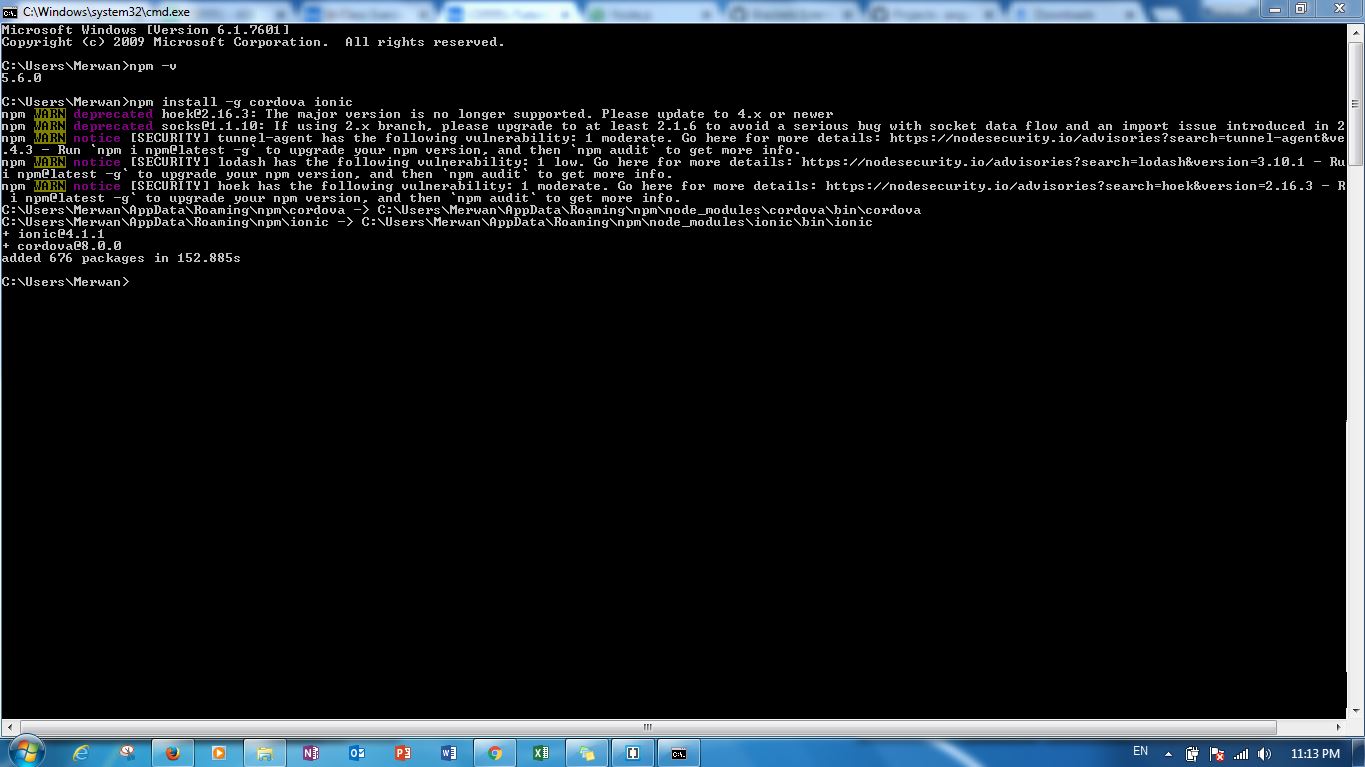 C:\Windows\system32\cmd.exe
Microsoft Windows [Version 6.1.7601]
Copyright (c) 2009 Microsoft Corporation.  All rights reserved.
C:\Users\Merwan>npm -v
5.6.0
C:\Users\Merwan>npm install -g cordova ionic
npm WARN deprecated hoek@2.16.3: The major version is no longer supported. Please update to 4.x or newer
npm WARN deprecated socks@1.1.10: If using 2.x branch, please upgrade to at least 2.1.6 to avoid a serious bug with socket data flow and an import issue introduced in 2
npm WARN notice [SECURITY] tunnel-agent has the following vulnerability: 1 moderate. Go here for more details: https://nodesecurity.io/advisories?search=tunnel-agent&ve
.4.3 - Run `npm i npm@latest -g` to upgrade your npm version, and then `npm audit` to get more info.
npm WARN notice [SECURITY] lodash has the following vulnerability: 1 low. Go here for more details: https://nodesecurity.io/advisories?search=lodash&version=3.10.1 - Ru
i npm@latest -g` to upgrade your npm version, and then `npm audit` to get more info.
npm WARN notice [SECURITY] hoek has the following vulnerability: 1 moderate. Go here for more details: https://nodesecurity.io/advisories?search=hoek&version=2.16.3 - R
i npm@latest -g` to upgrade your npm version, and then `npm audit` to get more info.
C:\Users\Merwan\AppData\Roaming\npm\cordova -> C:\Users\Merwan\AppData\Roaming\npm\node_modules\cordova\bin\cordova
C:\Users\Merwan\AppData\Roaming\npm\ionic -> C:\Users\Merwan\AppData\Roaming\npm\node_modules\ionic\bin\ionic
+ ionic@4.1.1
+ cordova@8.0.0
added 676 packages in 152.885s
C:\Users\Merwan>
EN
11:13 PM